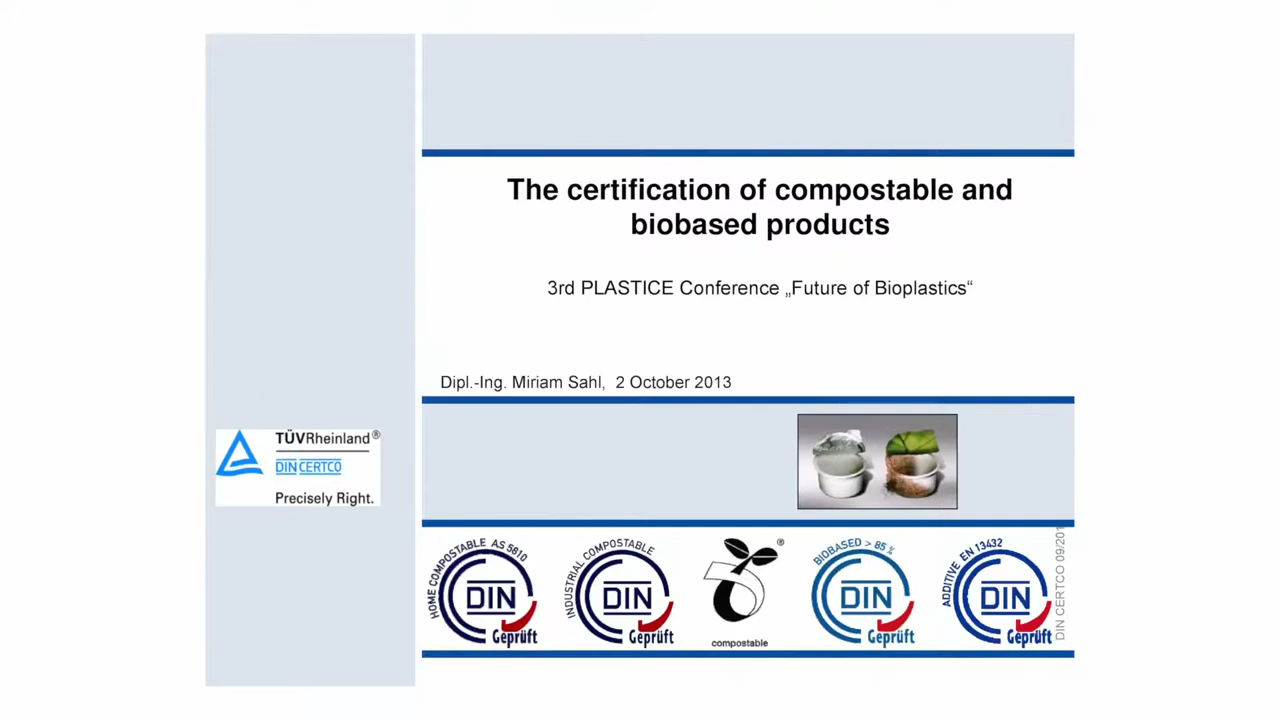 The certification of compostable and
biobased products
3rd PLASTICE Conference „Future of Bioplastics“
Dipl.-Ing. Miriam Sahl, 2 October 2013
TÜVRheinland®
DIN CERTCO
Precisely Right.
HOME COMPOSTABLE AS 5810
DIN
Geprüft
INDUSTRIAL COMPOSTABLE
DIN
Geprüft
®
compostable
BIOBASED > 85 %
DIN
Geprüft
ADDITIVE EN 13432
DIN
Geprüft
DIN CERTCO 09/201